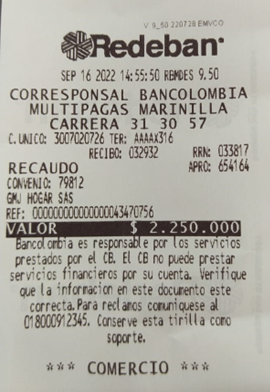 V 9_50 220728 EMVCO
Redeban
SEP 16 2022 14:55:50 RBMDES 9.50
CORRESPONSAL BANCOLOMBIA
MULTIPAGAS MARINILLA
CARRERA 31 30 57
C.UNICO: 3007020726 TER: AAAAX316
RECIBO: 032932 RRN: 033817
RECAUDO APRO: 654164
CONVENIO: 79812
GMJ HOGAR SAS
REF: 000000000000000043470756
VALOR $ 2.250.000
Bancolombia es responsable por los servicios
prestados por el CB. El CB no puede prestar
servicios financieros por su cuenta. Verifique
que la informacion en este documento este
correcta. Para reclamos comuniquese al
018000912345. Conserve esta tirilla como
soporte.
*** COMERCIO ***